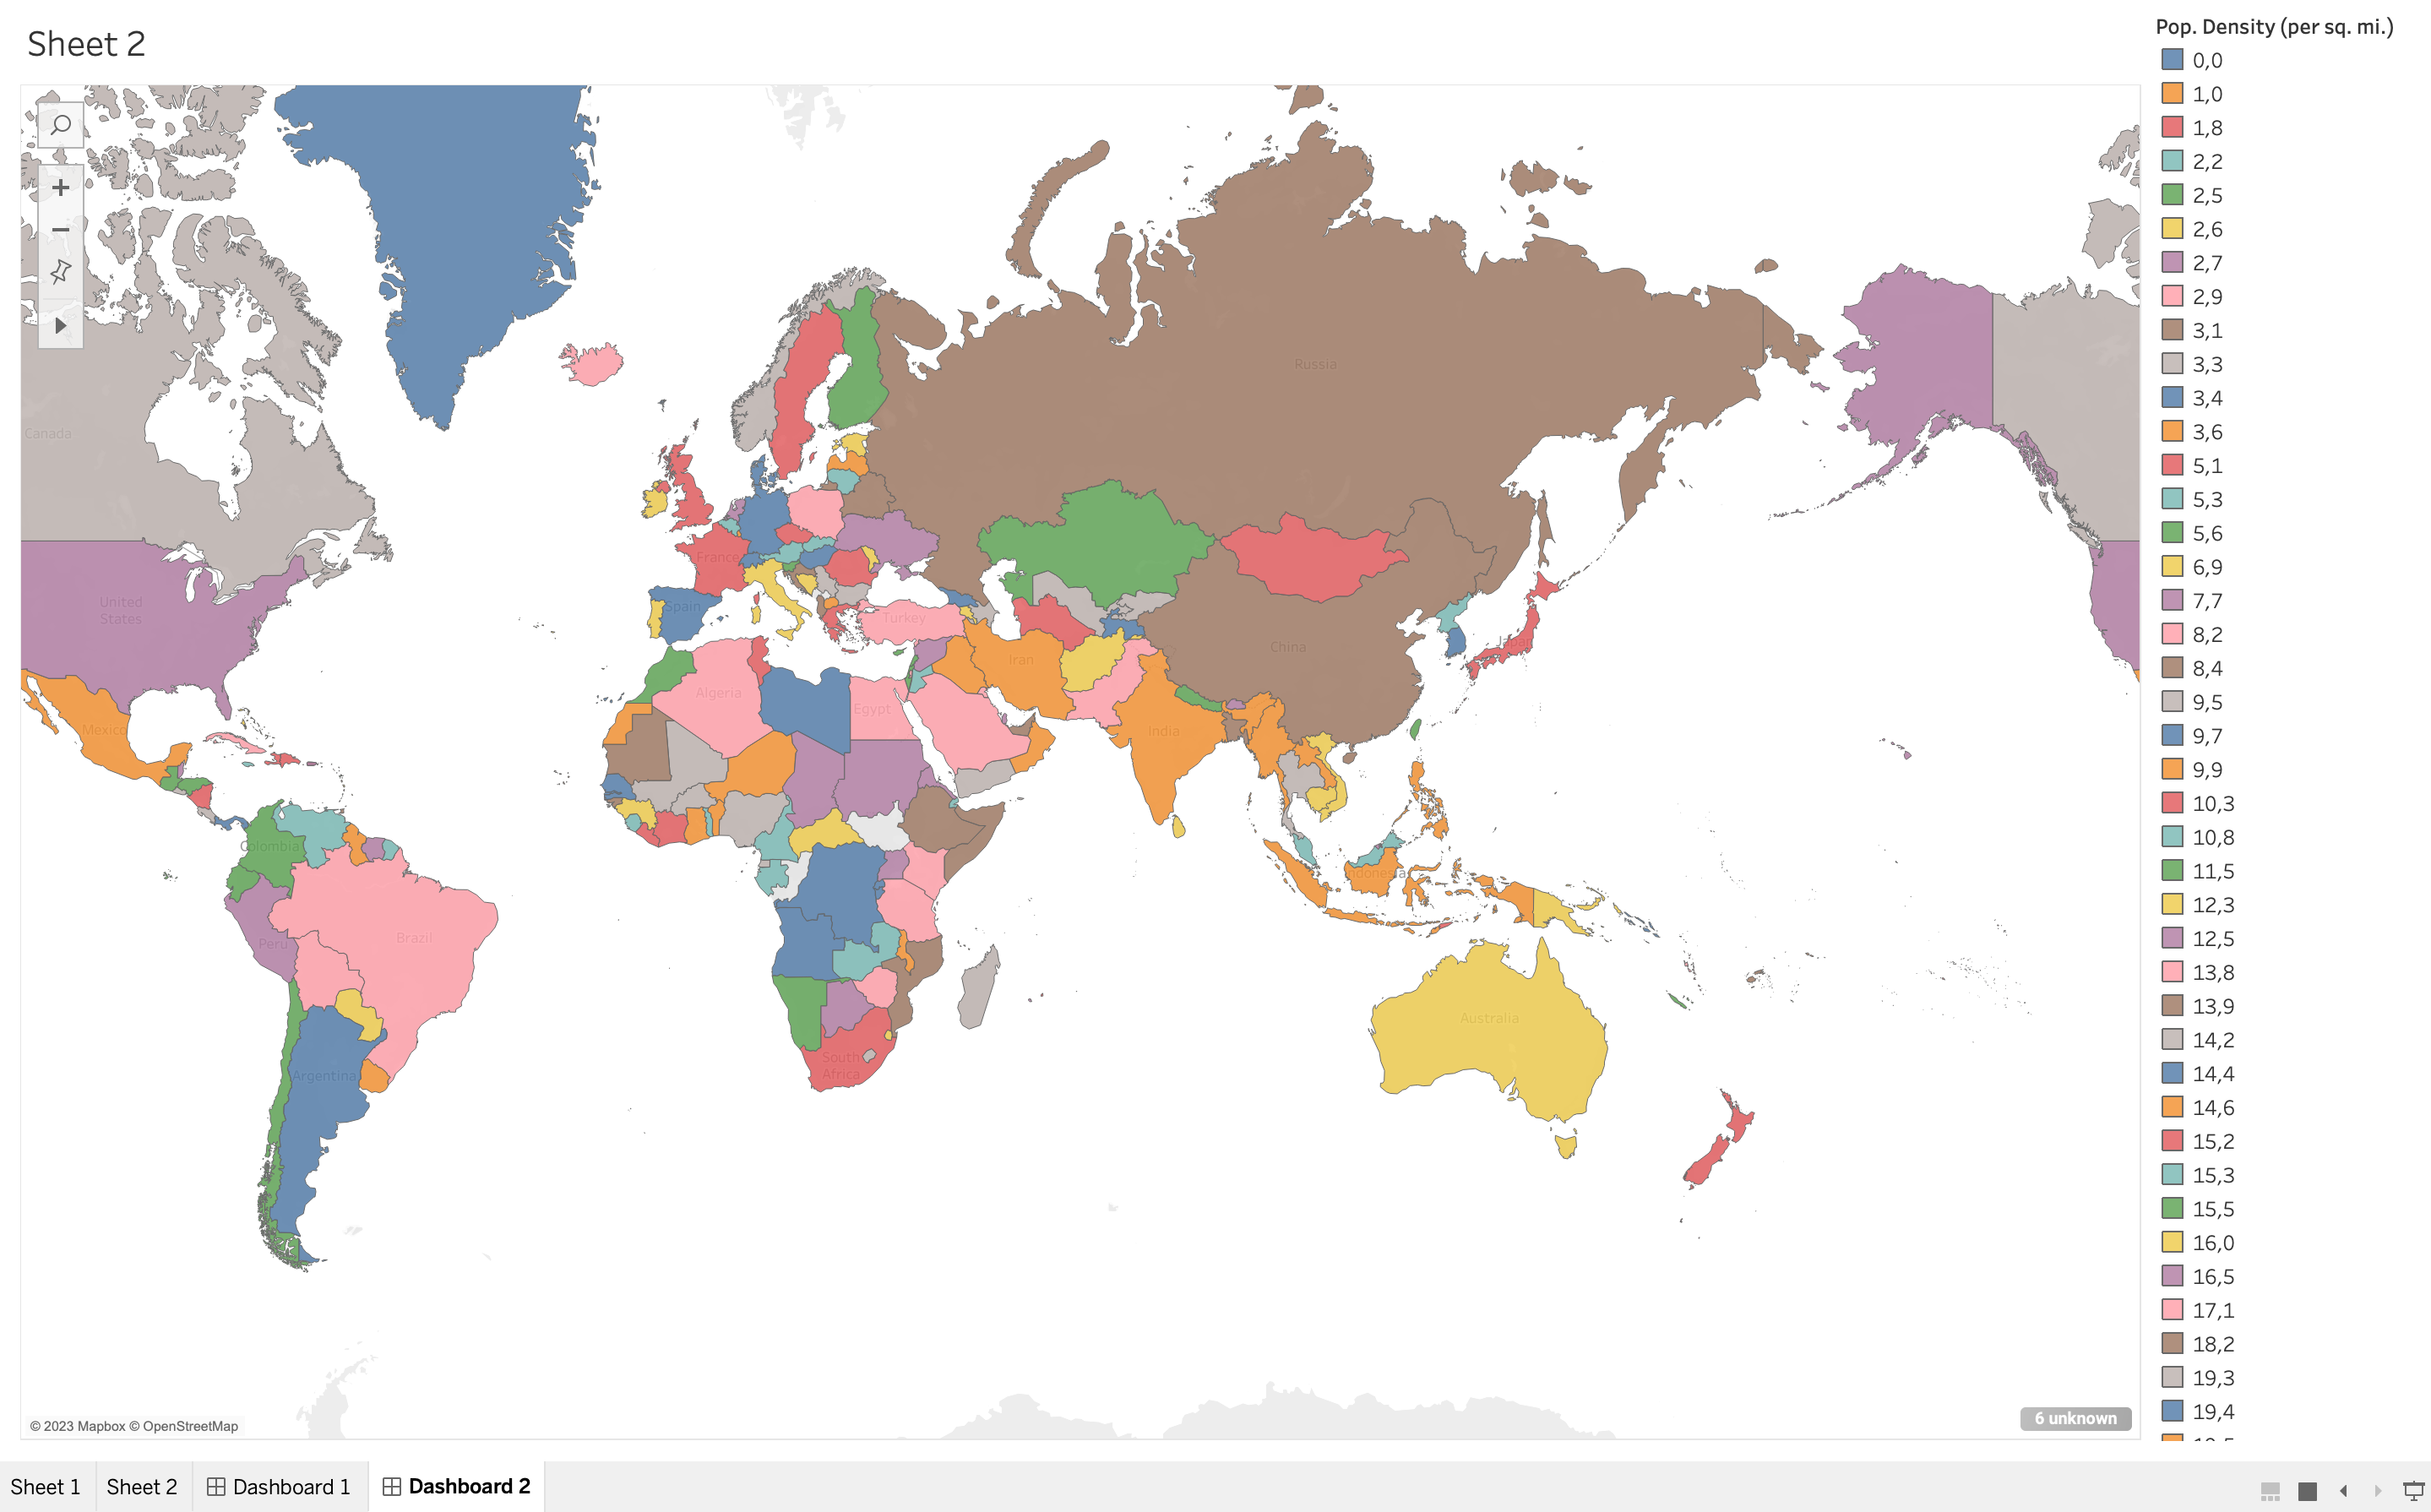 Sheet 2
Pop. Density (per sq. mi.)
0,0
1,0
1,8
2,2
2,5
2,6
2,7
2,9
3,1
3,3
3,4
3,6
5,1
5,3
5,6
6,9
7,7
8,2
8,4
9,5
9,7
9,9
10,3
10,8
11,5
12,3
12,5
13,8
13,9
14,2
14,4
14,6
15,2
15,3
15,5
16,0
16,5
17,1
18,2
19,3
19,4
Russia
Canada
France
United
States
Spain
Turkey
Japan
China
Iran
Algeria
Egypt
Mexico
India
Colombia
Indonesia
Peru
Brazil
Australia
South
Africa
Argentina
© 2023 Mapbox © OpenStreetMap
6 unknown
Sheet 1
Sheet 2
Dashboard 1
Dashboard 2